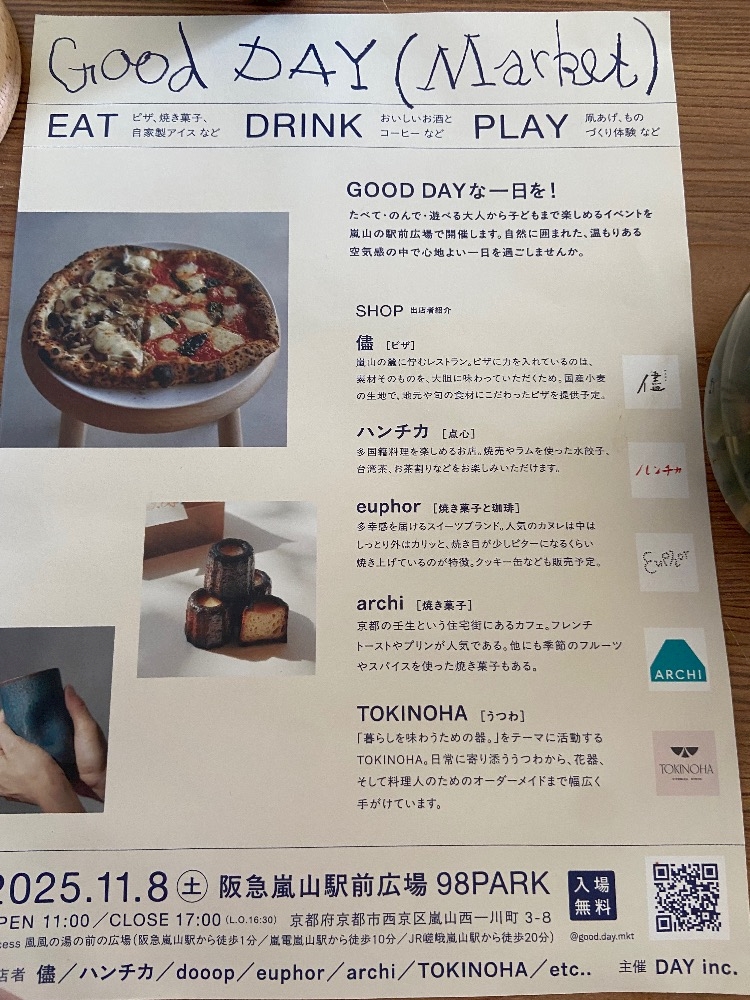 Good DAY (Market)
EAT ピザ、焼き菓子、
自家製アイス など
DRINK おいしいお酒と
コーヒー など
PLAY 凧あげ、もの
づくり体験 など
GOOD DAYな一日を！
たべて・のんで・遊べる大人から子どもまで楽しめるイベントを
嵐山の駅前広場で開催します。自然に囲まれた、温もりある
空気感の中で心地よい一日を過ごしませんか。
SHOP 出店者紹介
儘 ［ピザ］
嵐山の麓に佇むレストラン。ピザに力を入れているのは、
素材そのものを、大胆に味わっていただくため。国産小麦
の生地で、地元や旬の食材にこだわったピザを提供予定。
儘
ハンチカ ［点心］
多国籍料理を楽しめるお店。焼売やラムを使った水餃子、
台湾茶、お茶割りなどをお楽しみいただけます。
ハンチカ
euphor ［焼き菓子と珈琲］
多幸感を届けるスイーツブランド。人気のカヌレは中は
しっとり外はカリッと、焼き目が少しビターになるくらい
焼き上げているのが特徴。クッキー缶なども販売予定。
Euphor
archi ［焼き菓子］
京都の壬生という住宅街にあるカフェ。フレンチ
トーストやプリンが人気である。他にも季節のフルーツ
やスパイスを使った焼き菓子もある。
ARCHI
TOKINOHA ［うつわ］
「暮らしを味わうための器。」をテーマに活動する
TOKINOHA。日常に寄り添ううつわから、花器、
そして料理人のためのオーダーメイドまで幅広く
手がけています。
TOKINOHA
2025.11.8 土 阪急嵐山駅前広場 98PARK
入場
無料
PEN 11:00／CLOSE 17:00 (L.O.16:30) 京都府京都市西京区嵐山西一川町 3-8
cess 風風の湯の前の広場（阪急嵐山駅から徒歩1分／嵐電嵐山駅から徒歩10分／JR嵯峨嵐山駅から徒歩20分）
@good.day.mkt
店者 儘／ハンチカ／dooop／euphor／archi／TOKINOHA／etc..
主催 DAY inc.